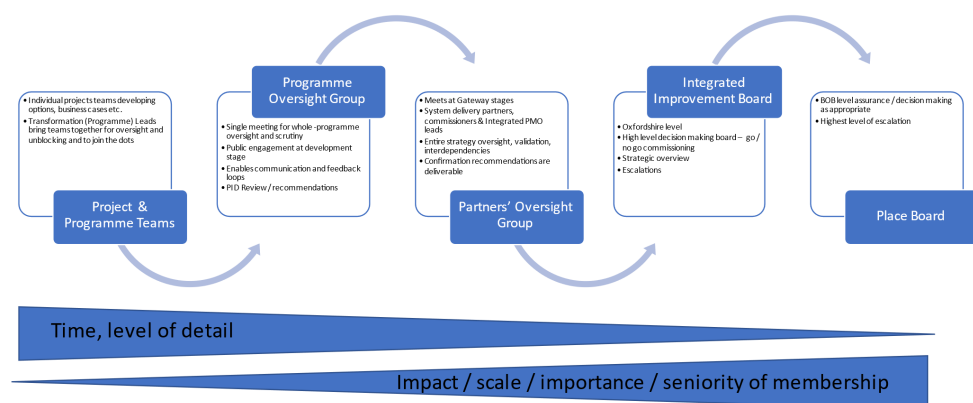 • Individual projects teams developing
options, business cases etc.
• Transformation (Programme) Leads
bring teams together for oversight and
unblocking and to join the dots
Project &
Programme Teams
Programme
Oversight Group
• Single meeting for whole -programme
oversight and scrutiny
• Public engagement at development
stage
• Enables communication and feedback
loops
• PID Review / recommendations
• Meets at Gateway stages
• System delivery partners,
commissioners & Integrated PMO
leads
• Entire strategy oversight, validation,
interdependencies
• Confirmation recommendations are
deliverable
Partners' Oversight
Group
Integrated
Improvement Board
• Oxfordshire level
• High level decision making board – go /
no go commissioning
• Strategic overview
• Escalations
• BOB level assurance / decision making
as appropriate
• Highest level of escalation
Place Board
Time, level of detail
Impact / scale / importance / seniority of membership